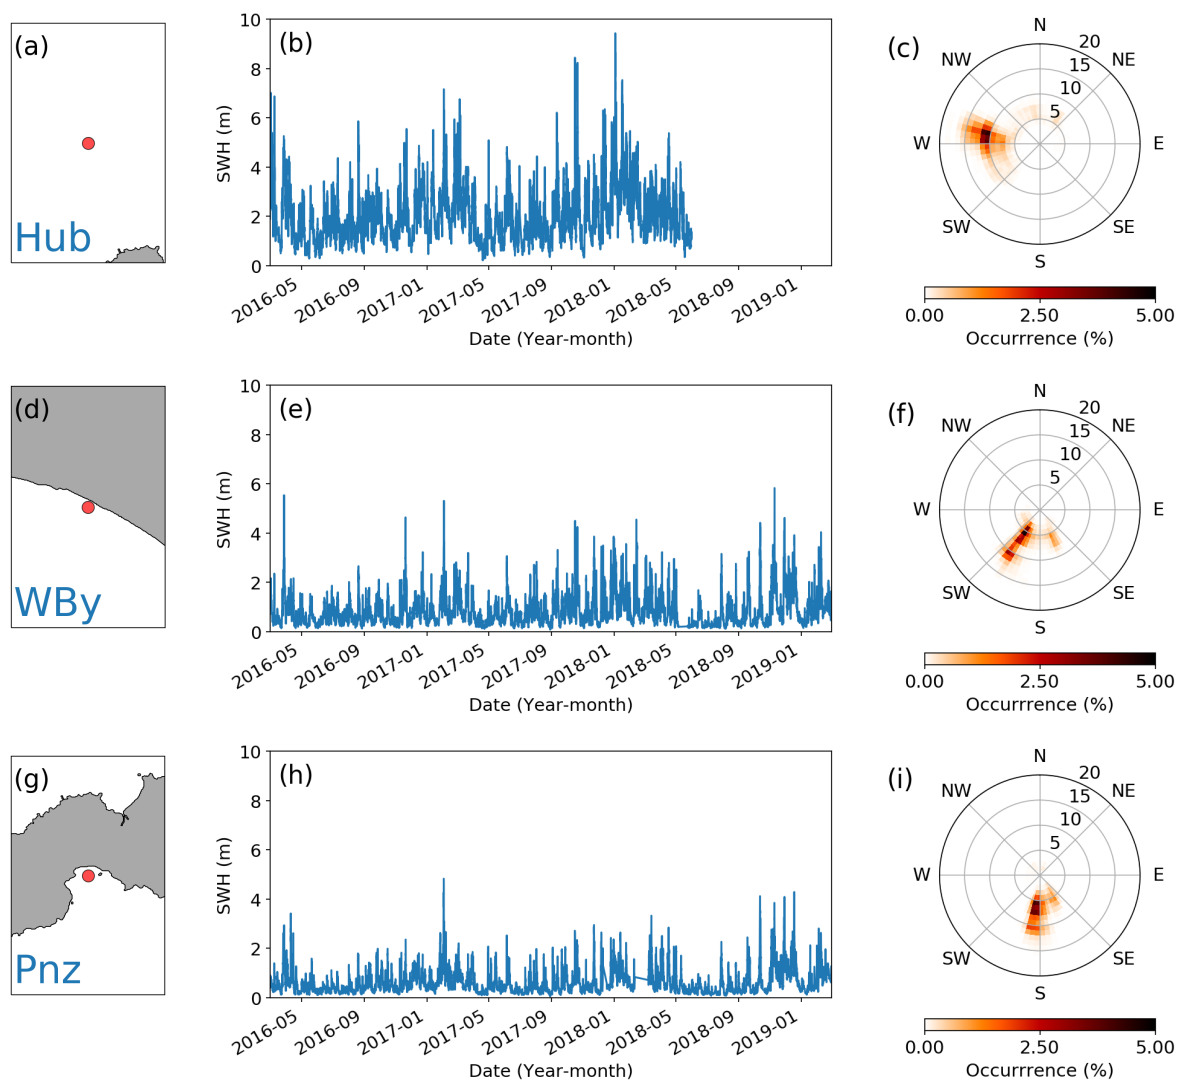 (a)
Hub
(b)
10
8
6
4
2
0
SWH (m)
2016-05
2016-09
2017-01
2017-05
2017-09
2018-01
2018-05
2018-09
2019-01
Date (Year-month)
(c)
N
NE
E
SE
S
SW
W
NW
5
10
15
20
0.00
2.50
5.00
Occurrrence (%)
(d)
WBy
(e)
10
8
6
4
2
0
SWH (m)
2016-05
2016-09
2017-01
2017-05
2017-09
2018-01
2018-05
2018-09
2019-01
Date (Year-month)
(f)
N
NE
E
SE
S
SW
W
NW
5
10
15
20
0.00
2.50
5.00
Occurrrence (%)
(g)
Pnz
(h)
10
8
6
4
2
0
SWH (m)
2016-05
2016-09
2017-01
2017-05
2017-09
2018-01
2018-05
2018-09
2019-01
Date (Year-month)
(i)
N
NE
E
SE
S
SW
W
NW
5
10
15
20
0.00
2.50
5.00
Occurrrence (%)